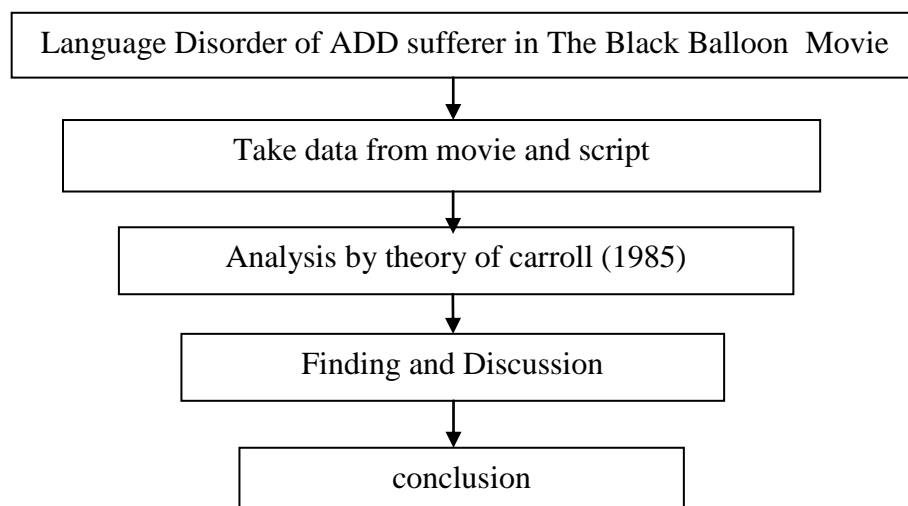 Language Disorder of ADD sufferer in The Black Balloon Movie
Take data from movie and script
Analysis by theory of carroll (1985)
Finding and Discussion
conclusion